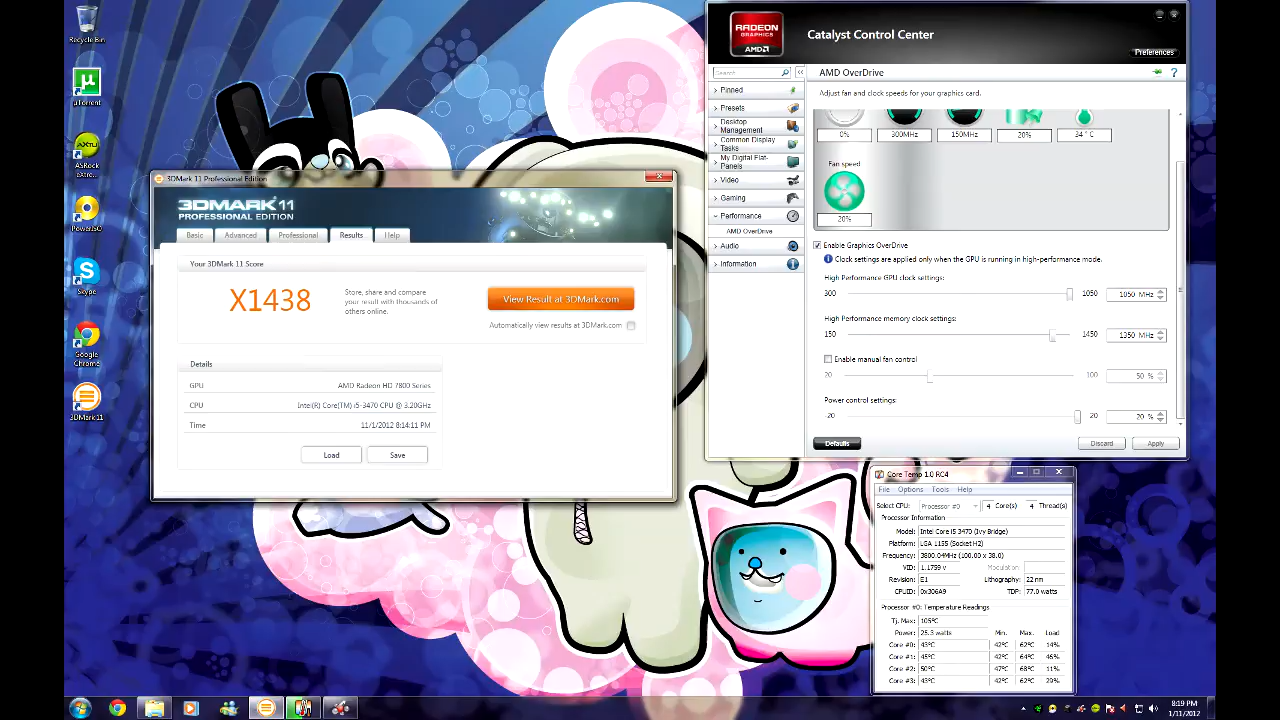 Recycle Bin
µTorrent
ASRock
eXtre...
PowerISO
Skype
Google
Chrome
3DMark 11
3DMark 11 Professional Edition
3DMARK 11
PROFESSIONAL EDITION
Basic
Advanced
Professional
Results
Help
Your 3DMark 11 Score
X1438
Store, share and compare
your result with thousands of
others online.
View Result at 3DMark.com
Automatically view results at 3DMark.com
Details
GPU AMD Radeon HD 7800 Series
CPU Intel(R) Core(TM) i5-3470 CPU @ 3.20GHz
Time 11/1/2012 8:14:11 PM
Load
Save
RADEON
GRAPHICS
AMD
Catalyst Control Center
Preferences
Search
Pinned
Presets
Desktop
Management
Common Display
Tasks
My Digital Flat-
Panels
Video
Gaming
Performance
AMD OverDrive
Audio
Information
AMD OverDrive
Adjust fan and clock speeds for your graphics card.
0% 300MHz 150MHz 20% 34 ° C
Fan speed
20%
Enable Graphics OverDrive
Clock settings are applied only when the GPU is running in high-performance mode.
High Performance GPU clock settings:
300 1050 1050 MHz
High Performance memory clock settings:
150 1450 1350 MHz
Enable manual fan control
20 100 50 %
Power control settings:
20 20 20 %
Defaults
Discard
Apply
Core Temp 1.0 RC4
File Options Tools Help
Select CPU: Processor #0 4 Core(s) 4 Thread(s)
Processor Information
Model: Intel Core i5 3470 (Ivy Bridge)
Platform: LGA 1155 (Socket H2)
Frequency: 3800.04MHz (100.00 x 38.0)
VID: 1.1759 v Modulation:
Revision: E1 Lithography: 22 nm
CPUID: 0x306A9 TDP: 77.0 watts
Processor #0: Temperature Readings
Tj. Max: 105°C
Power: 25.3 watts Min. Max. Load
Core #0: 43°C 42°C 62°C 14%
Core #1: 45°C 42°C 64°C 46%
Core #2: 50°C 47°C 68°C 11%
Core #3: 43°C 42°C 62°C 20%
8:19 PM
1/11/2012